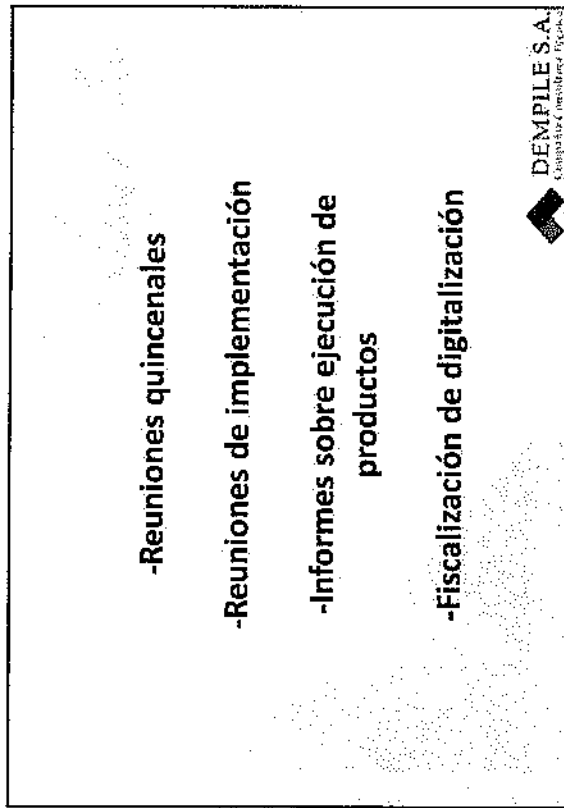 -Reuniones quincenales
-Reuniones de implementación
-Informes sobre ejecución de
productos
-Fiscalización de digitalización
DEMPILE S.A.